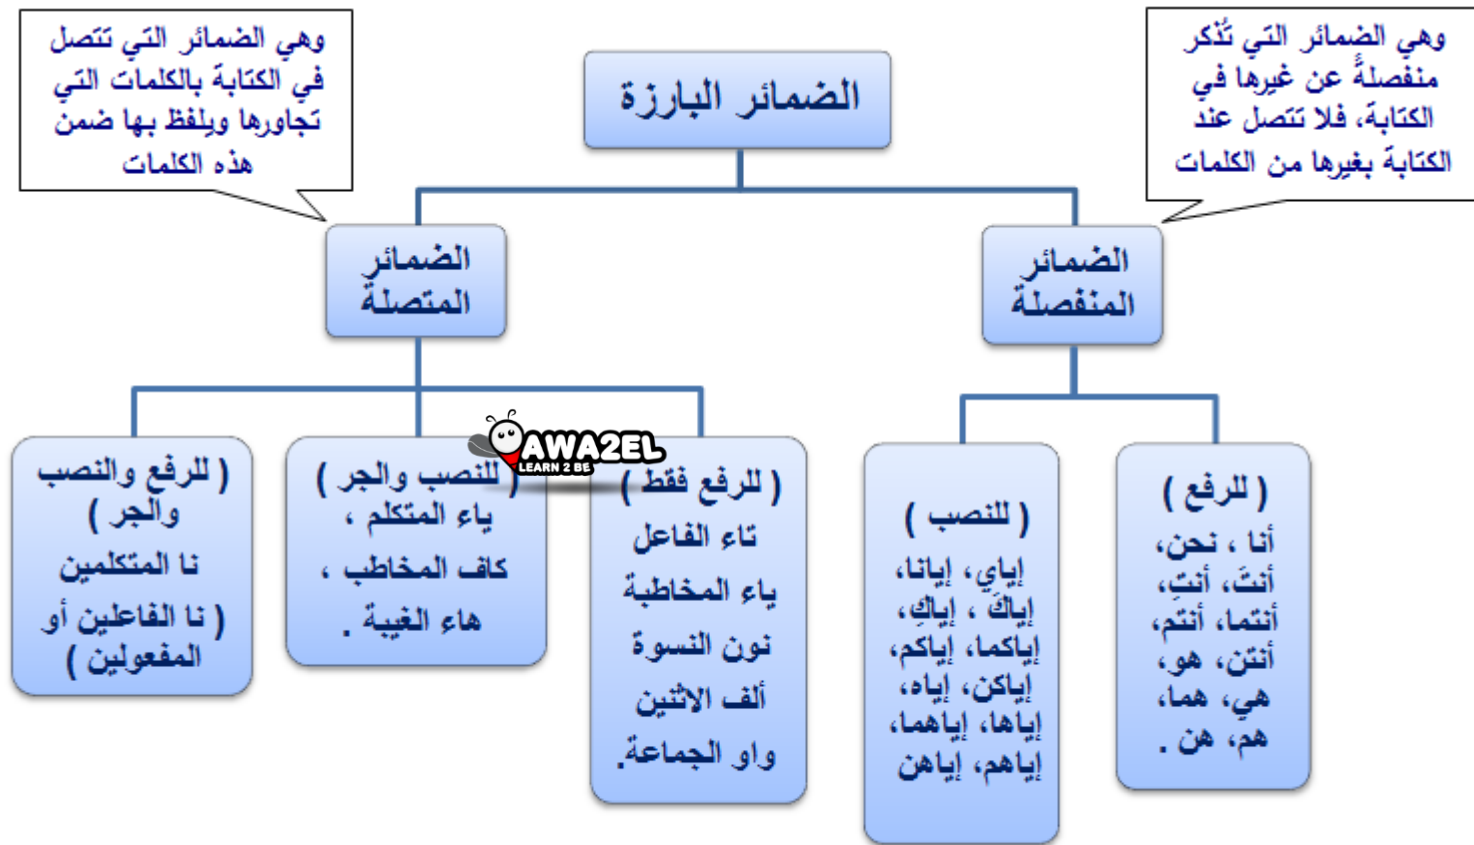 الضمائر البارزة
وهي الضمائر التي تُذكر
منفصلةً عن غيرها في
الكتابة، فلا تتصل عند
الكتابة بغيرها من الكلمات
وهي الضمائر التي تتصل
في الكتابة بالكلمات التي
تجاورها ويلفظ بها ضمن
هذه الكلمات
الضمائر
المنفصلة
الضمائر
المتصلة
( للرفع )
أنا ، نحن،
أنتَ، أنتِ،
أنتما، أنتم،
أنتن، هو،
هي، هما،
هم، هن .
( للنصب )
إياي، إيانا،
إياكَ ، إياكِ،
إياكما، إياكم،
إياكن، إياه،
إياها، إياهما،
إياهم، إياهن
( للرفع فقط )
تاء الفاعل
ياء المخاطبة
نون النسوة
ألف الاثنين
واو الجماعة.
( للنصب والجر )
ياء المتكلم ،
كاف المخاطب ،
هاء الغيبة .
( للرفع والنصب
والجر )
نا المتكلمين
( نا الفاعلين أو
المفعولين )
AWA2EL
LEARN 2 BE